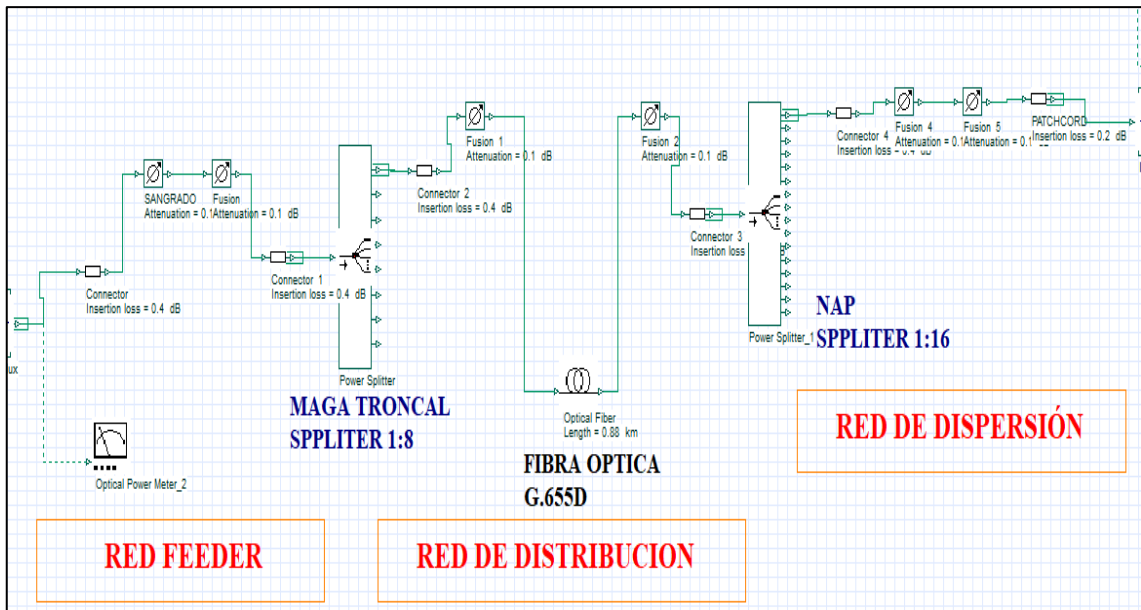 Fusion 1
Attenuation = 0.1 dB
Fusion 2
Attenuation = 0.1 dB
Connector 4
Insertion loss = 0.4 dB
Fusion 4
Attenuation = 0.1
Fusion 5
Attenuation = 0.1
PATCHCORD
Insertion loss = 0.2 dB
SANGRADO
Attenuation = 0.1
Fusion
Attenuation = 0.1 dB
Connector 2
Insertion loss = 0.4 dB
Connector 3
Insertion loss
Connector
Insertion loss = 0.4 dB
Connector 1
Insertion loss = 0.4 dB
ux
Power Splitter
MAGA TRONCAL
SPPLITER 1:8
Power Splitter_1
NAP
SPPLITER 1:16
Optical Fiber
Length = 0.88 km
FIBRA OPTICA
G.655D
Optical Power Meter_2
RED FEEDER
RED DE DISTRIBUCION
RED DE DISPERSIÓN